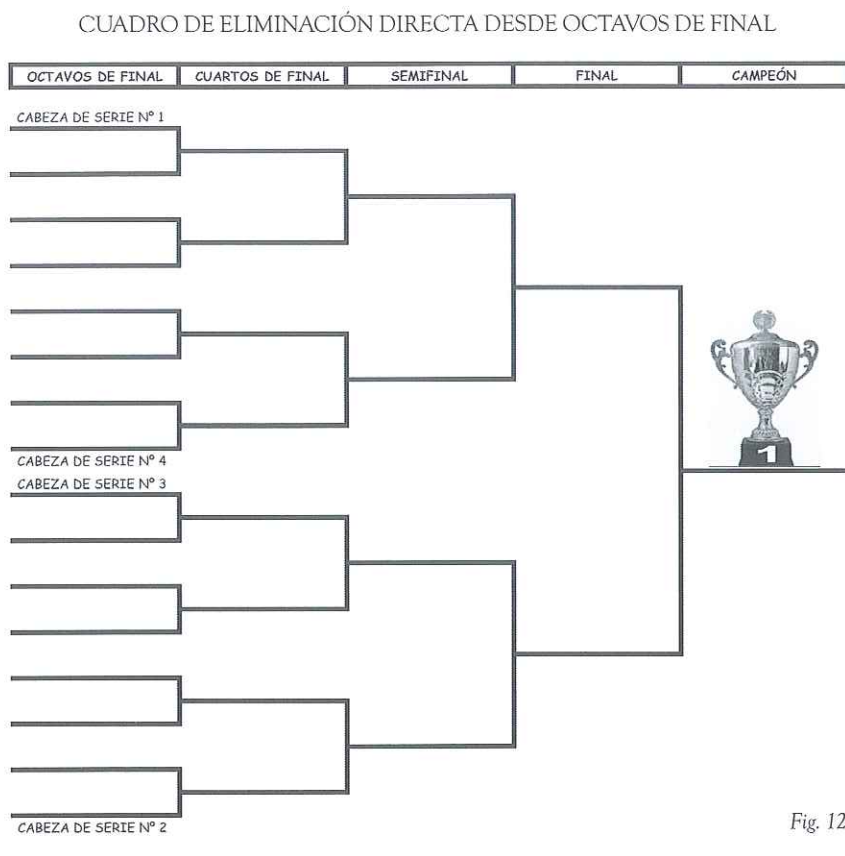 CUADRO DE ELIMINACIÓN DIRECTA DESDE OCTAVOS DE FINAL
OCTAVOS DE FINAL CUARTOS DE FINAL SEMIFINAL FINAL CAMPEÓN
CABEZA DE SERIE Nº 1
CABEZA DE SERIE Nº 4
CABEZA DE SERIE Nº 3
1
CABEZA DE SERIE Nº 2
Fig. 12